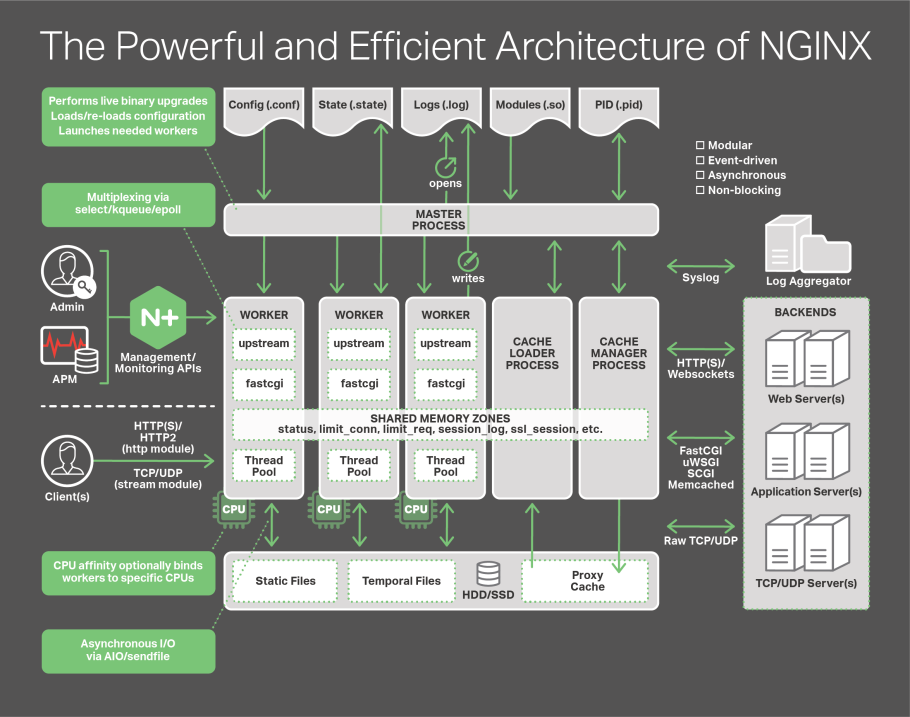 The Powerful and Efficient Architecture of NGINX
Performs live binary upgrades
Loads/re-loads configuration
Launches needed workers
Config (.conf)
State (.state)
Logs (.log)
Modules (.so)
PID (.pid)
Modular
Event-driven
Asynchronous
Non-blocking
opens
Multiplexing via
select/kqueue/epoll
MASTER
PROCESS
writes
Syslog
Log Aggregator
Admin
APM
N+
Management/
Monitoring APIs
WORKER
upstream
fastcgi
WORKER
upstream
fastcgi
WORKER
upstream
fastcgi
CACHE
LOADER
PROCESS
CACHE
MANAGER
PROCESS
SHARED MEMORY ZONES
status, limit_conn, limit_req, session_log, ssl_session, etc.
Thread
Pool
Thread
Pool
Thread
Pool
CPU
CPU
CPU
HTTP(S)/
HTTP2
(http module)
TCP/UDP
(stream module)
Client(s)
BACKENDS
HTTP(S)/
Websockets
Web Server(s)
FastCGI
uWSGI
SCGI
Memcached
Application Server(s)
Raw TCP/UDP
TCP/UDP Server(s)
CPU affinity optionally binds
workers to specific CPUs
Static Files
Temporal Files
HDD/SSD
Proxy
Cache
Asynchronous I/O
via AIO/sendfile